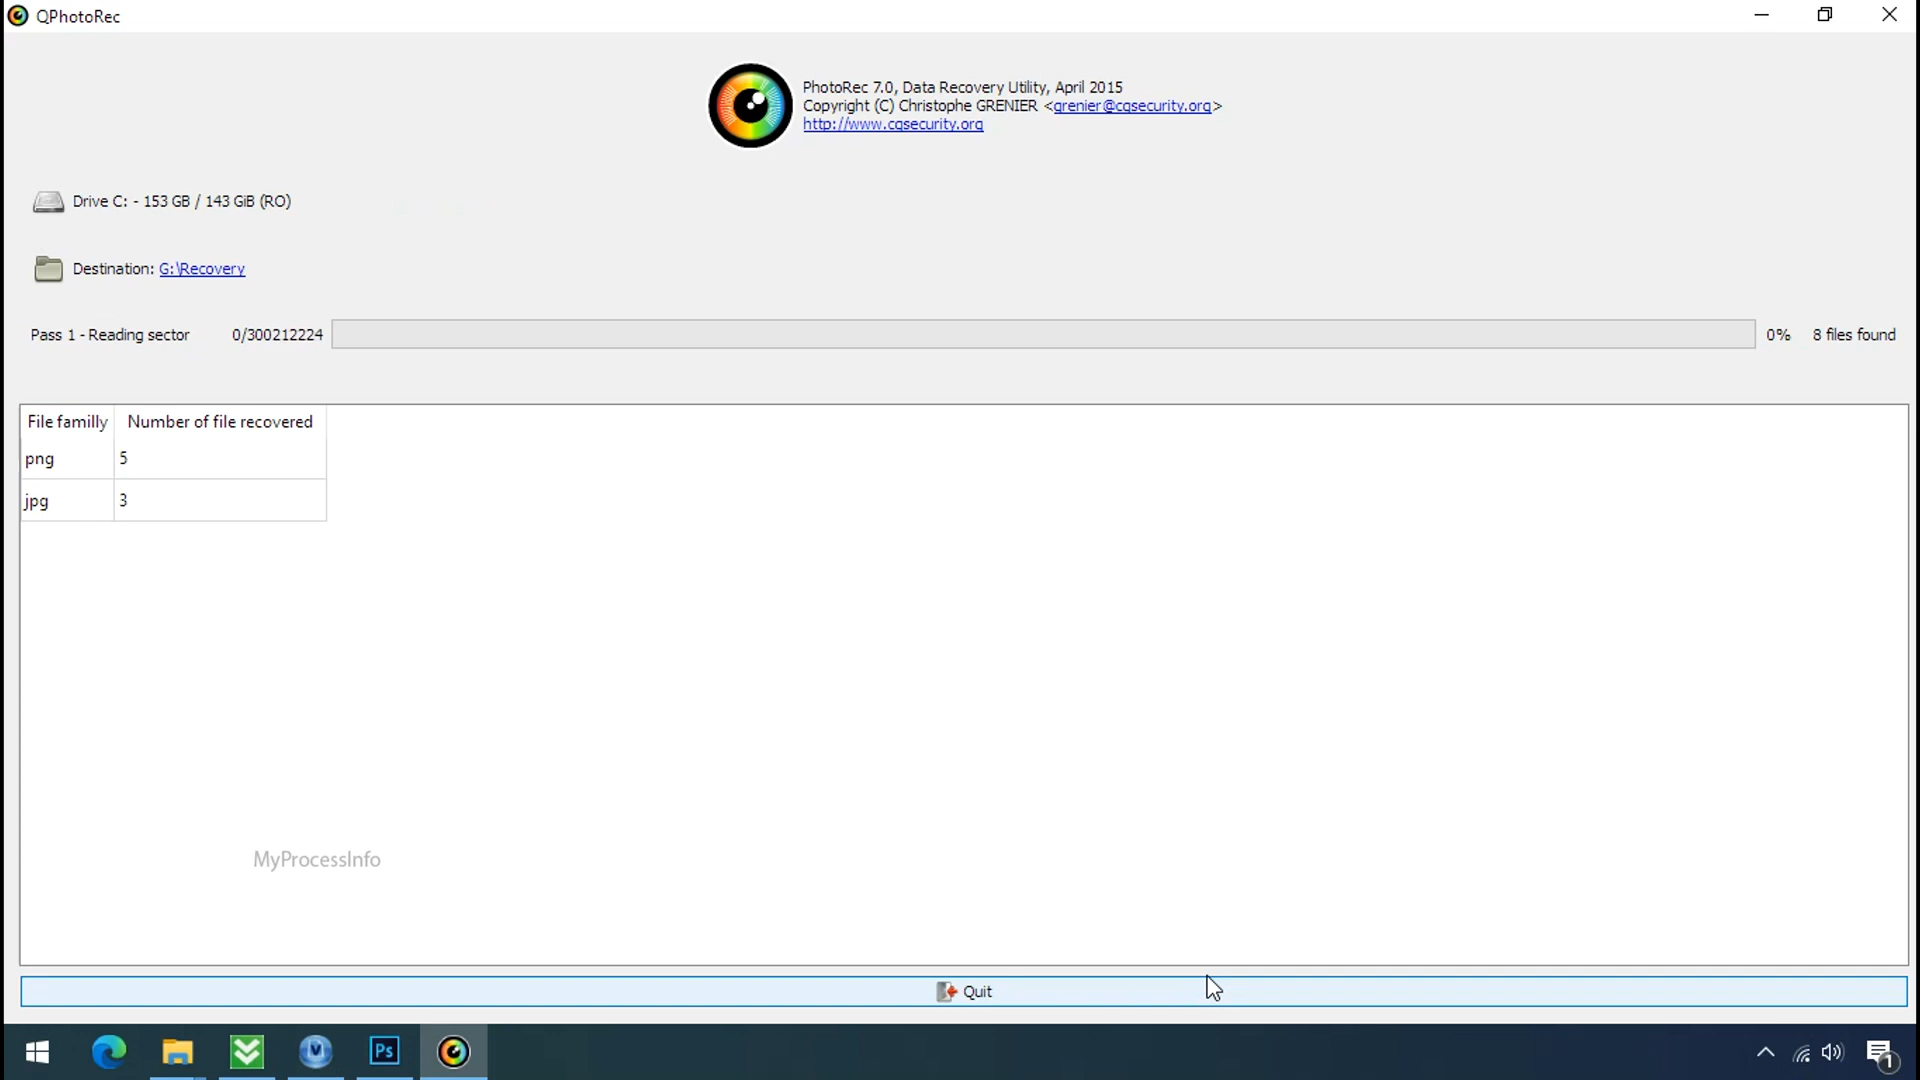 QPhotoRec
PhotoRec 7.0, Data Recovery Utility, April 2015
Copyright (C) Christophe GRENIER <grenier@cgsecurity.org>
http://www.cgsecurity.org
Drive C: - 153 GB / 143 GiB (RO)
Destination: G:\Recovery
Pass 1 - Reading sector 0/300212224 0% 8 files found
File familly Number of file recovered
png 5
jpg 3
MyProcessInfo
Quit
Ps
1